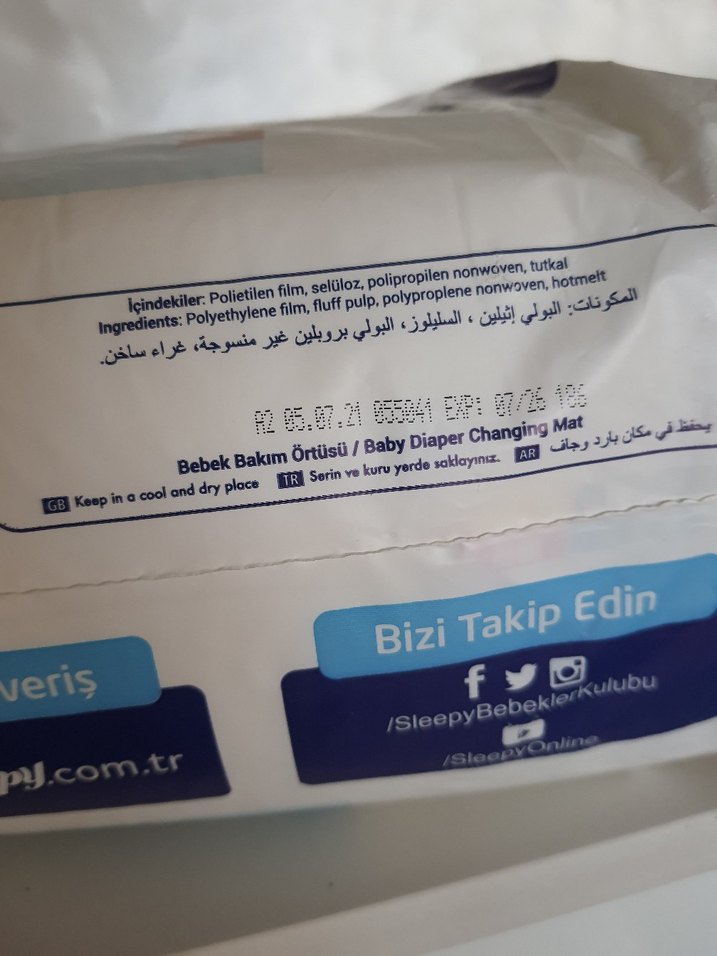 İçindekiler: Polietilen film, selüloz, polipropilen nonwoven, tutkal
Ingredients: Polyethylene film, fluff pulp, polyproplene nonwoven, hotmelt
المكونات: البولي إثيلين ، السليلوز، البولي بروبلين غير منسوجة، غراء ساخن.
A2 05.07.21 055041 EXP: 07/26 186
Bebek Bakım Örtüsü / Baby Diaper Changing Mat
GB Keep in a cool and dry place TR Serin ve kuru yerde saklayınız. AR يحفظ في مكان بارد وجاف
veriş
Bizi Takip Edin
/SleepyBebeklerKulubu
py.com.tr
/SleepyOnline